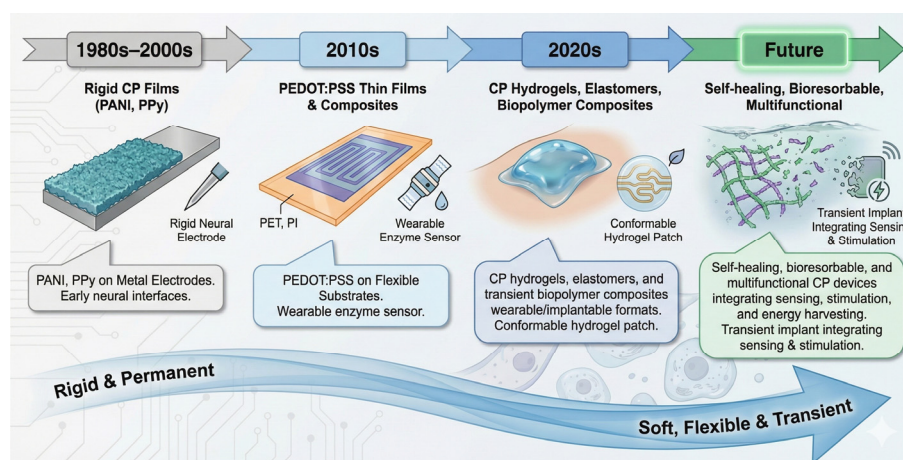 1980s–2000s
2010s
2020s
Future
Rigid CP Films
(PANI, PPy)
PEDOT:PSS Thin Films
& Composites
CP Hydrogels, Elastomers,
Biopolymer Composites
Self-healing, Bioresorbable,
Multifunctional
Rigid Neural
Electrode
PET, PI
Wearable
Enzyme Sensor
Conformable
Hydrogel Patch
Transient Implant
Integrating Sensin
& Stimulation
PANI, PPy on Metal Electrodes.
Early neural interfaces.
PEDOT:PSS on Flexible
Substrates.
Wearable enzyme sensor.
CP hydrogels, elastomers, and
transient biopolymer composites
wearable/implantable formats.
Conformable hydrogel patch.
Self-healing, bioresorbable, and
multifunctional CP devices
integrating sensing, stimulation,
and energy harvesting.
Transient implant integrating
sensing & stimulation.
Rigid & Permanent
Soft, Flexible & Transient